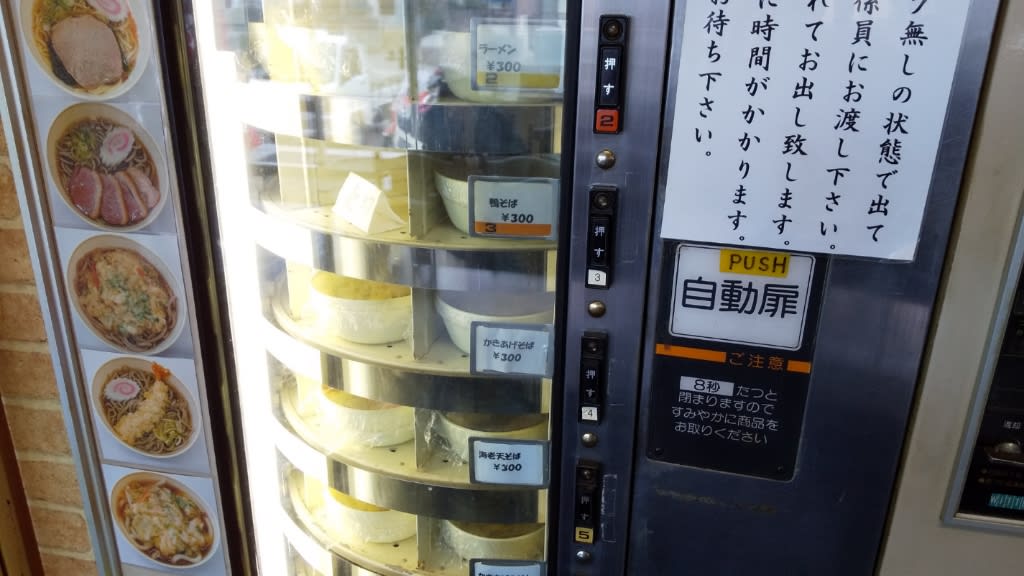 ラーメン
¥300
2
鴨そば
¥300
3
かきあげそば
¥300
海老天そば
¥300
押す
2
押す
3
押す
4
押す
5
無しの状態で出て
係員にお渡し下さい。
れてお出し致します。
に時間がかかります。
お待ち下さい。
PUSH
自動扉
ご注意
8秒たつと
閉まりますので
すみやかに商品を
お取りください
返却